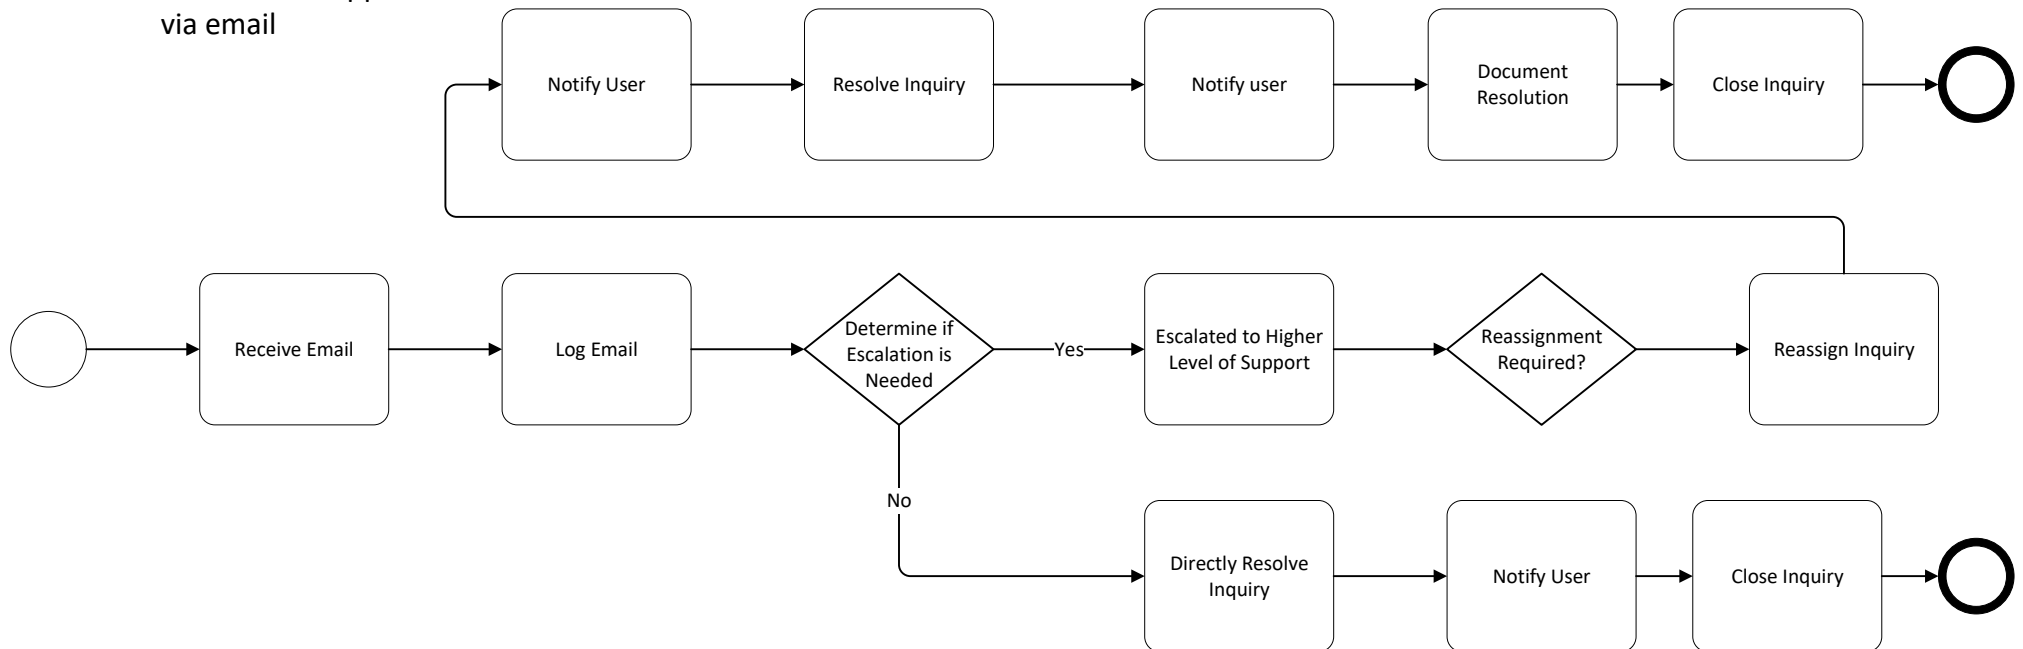 via email
Notify User
Resolve Inquiry
Notify user
Document
Resolution
Close Inquiry
Receive Email
Log Email
Determine if
Escalation is
Needed
Yes
Escalated to Higher
Level of Support
Reassignment
Required?
Reassign Inquiry
No
Directly Resolve
Inquiry
Notify User
Close Inquiry